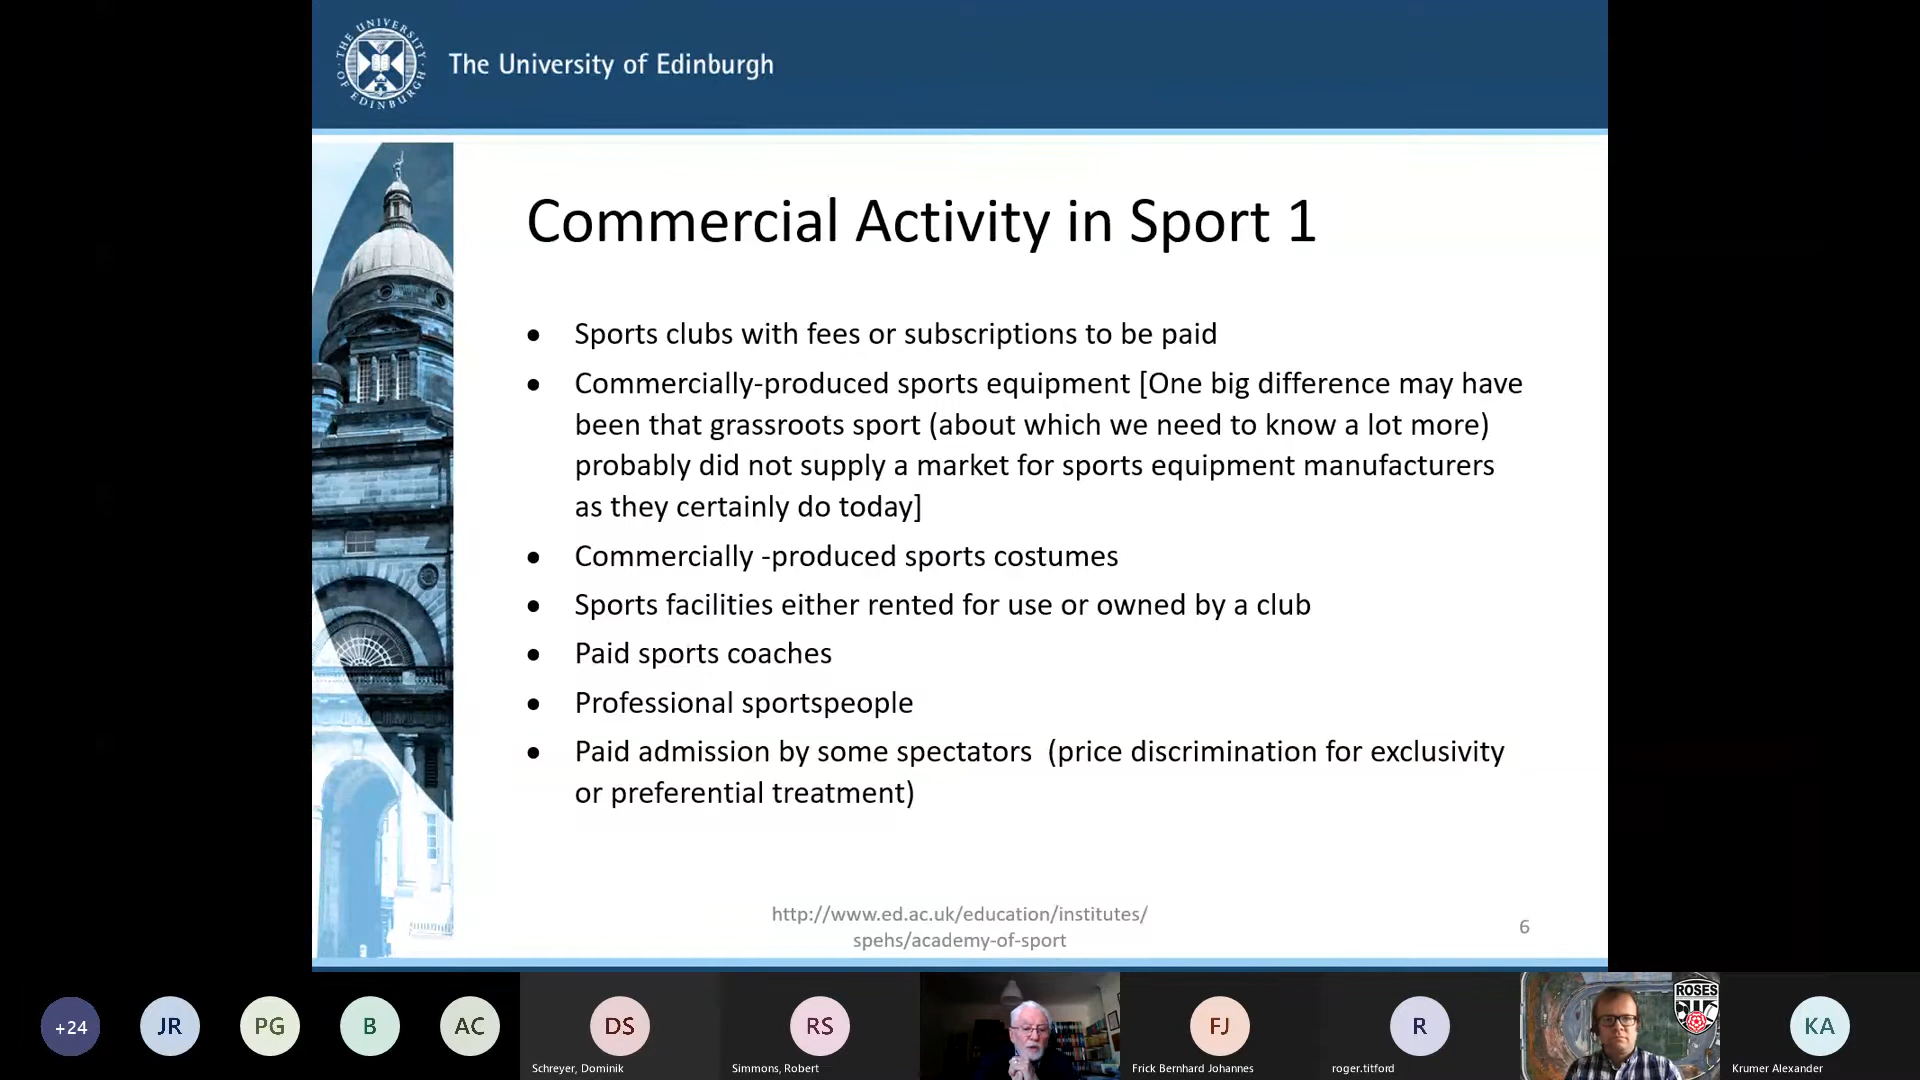 THE UNIVERSITY OF EDINBURGH
The University of Edinburgh
Commercial Activity in Sport 1
• Sports clubs with fees or subscriptions to be paid
• Commercially-produced sports equipment [One big difference may have
been that grassroots sport (about which we need to know a lot more)
probably did not supply a market for sports equipment manufacturers
as they certainly do today]
• Commercially -produced sports costumes
• Sports facilities either rented for use or owned by a club
• Paid sports coaches
• Professional sportspeople
• Paid admission by some spectators  (price discrimination for exclusivity
or preferential treatment)
http://www.ed.ac.uk/education/institutes/
spehs/academy-of-sport
6
+24
JR
PG
B
AC
DS
Schreyer, Dominik
RS
Simmons, Robert
FJ
Frick Bernhard Johannes
R
roger.titford
ROSES
KA
Krumer Alexander